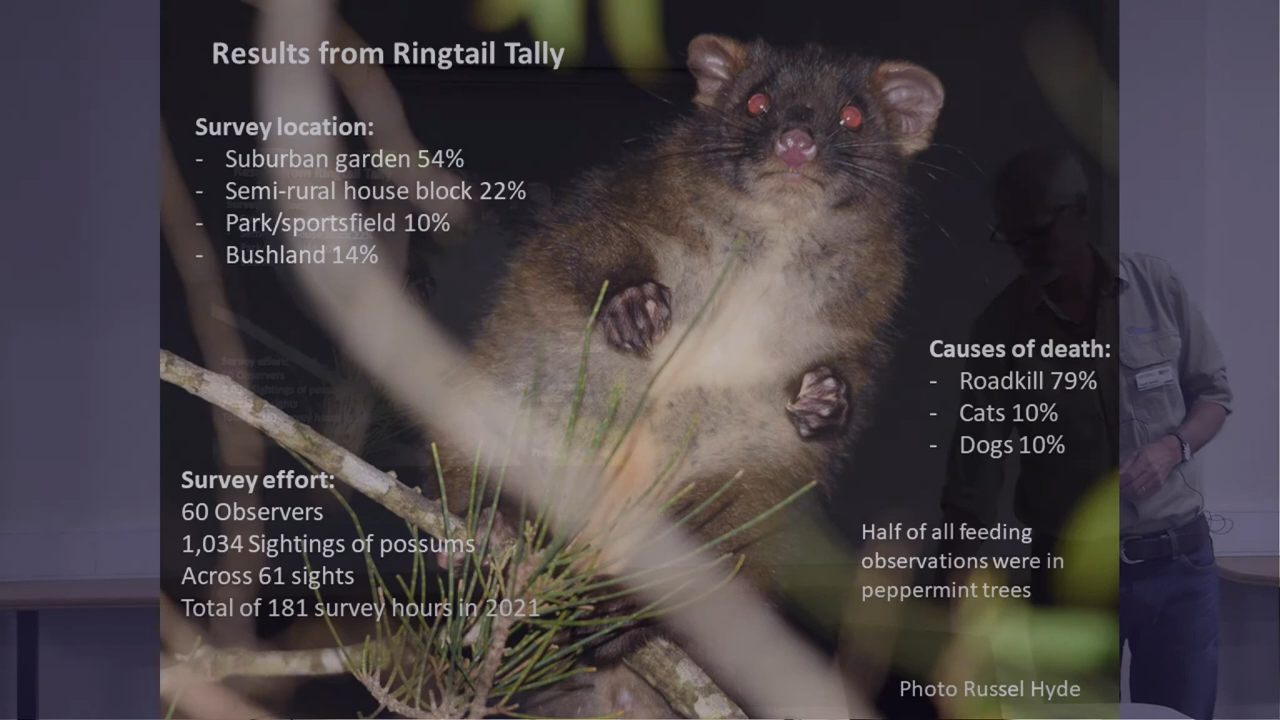 Results from Ringtail Tally
Survey location:
- Suburban garden 54%
- Semi-rural house block 22%
- Park/sportsfield 10%
- Bushland 14%
Causes of death:
- Roadkill 79%
- Cats 10%
- Dogs 10%
Survey effort:
60 Observers
1,034 Sightings of possums
Across 61 sights
Total of 181 survey hours in 2021
Half of all feeding
observations were in
peppermint trees
Photo Russel Hyde